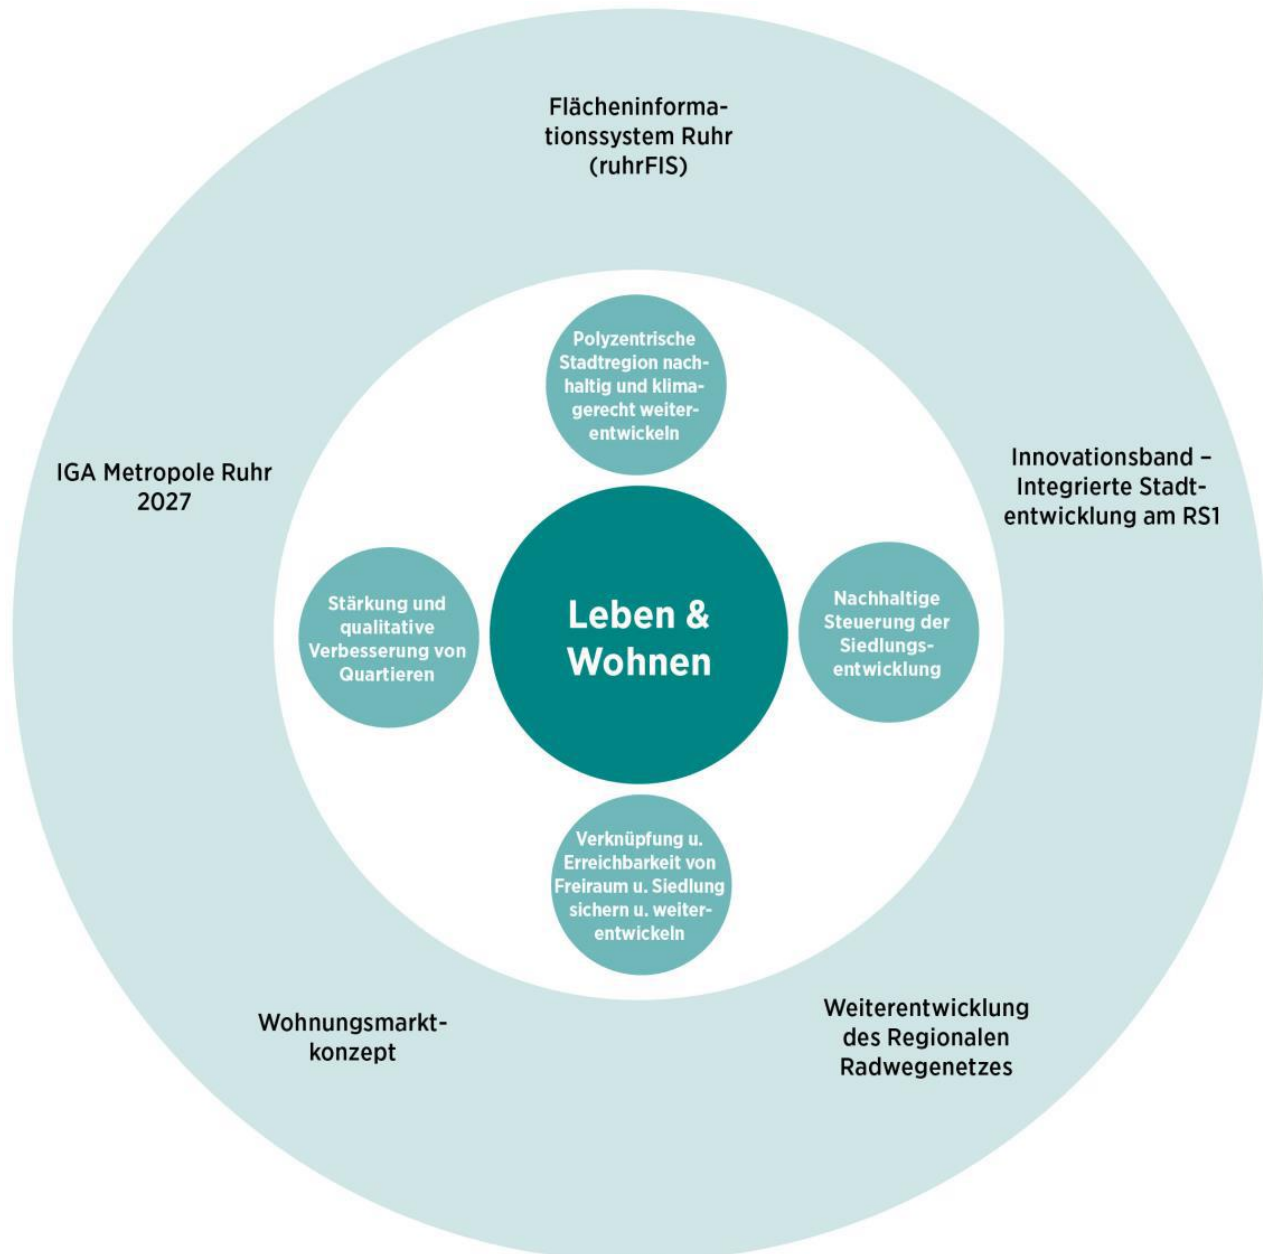 Flächeninforma-
tionssystem Ruhr
(ruhrFIS)
Polyzentrische
Stadtregion nach-
haltig und klima-
gerecht weiter-
entwickeln
IGA Metropole Ruhr
2027
Innovationsband –
Integrierte Stadt-
entwicklung am RS1
Stärkung und
qualitative
Verbesserung von
Quartieren
Leben &
Wohnen
Nachhaltige
Steuerung der
Siedlungs-
entwicklung
Verknüpfung u.
Erreichbarkeit von
Freiraum u. Siedlung
sichern u. weiter-
entwickeln
Wohnungsmarkt-
konzept
Weiterentwicklung
des Regionalen
Radwegenetzes